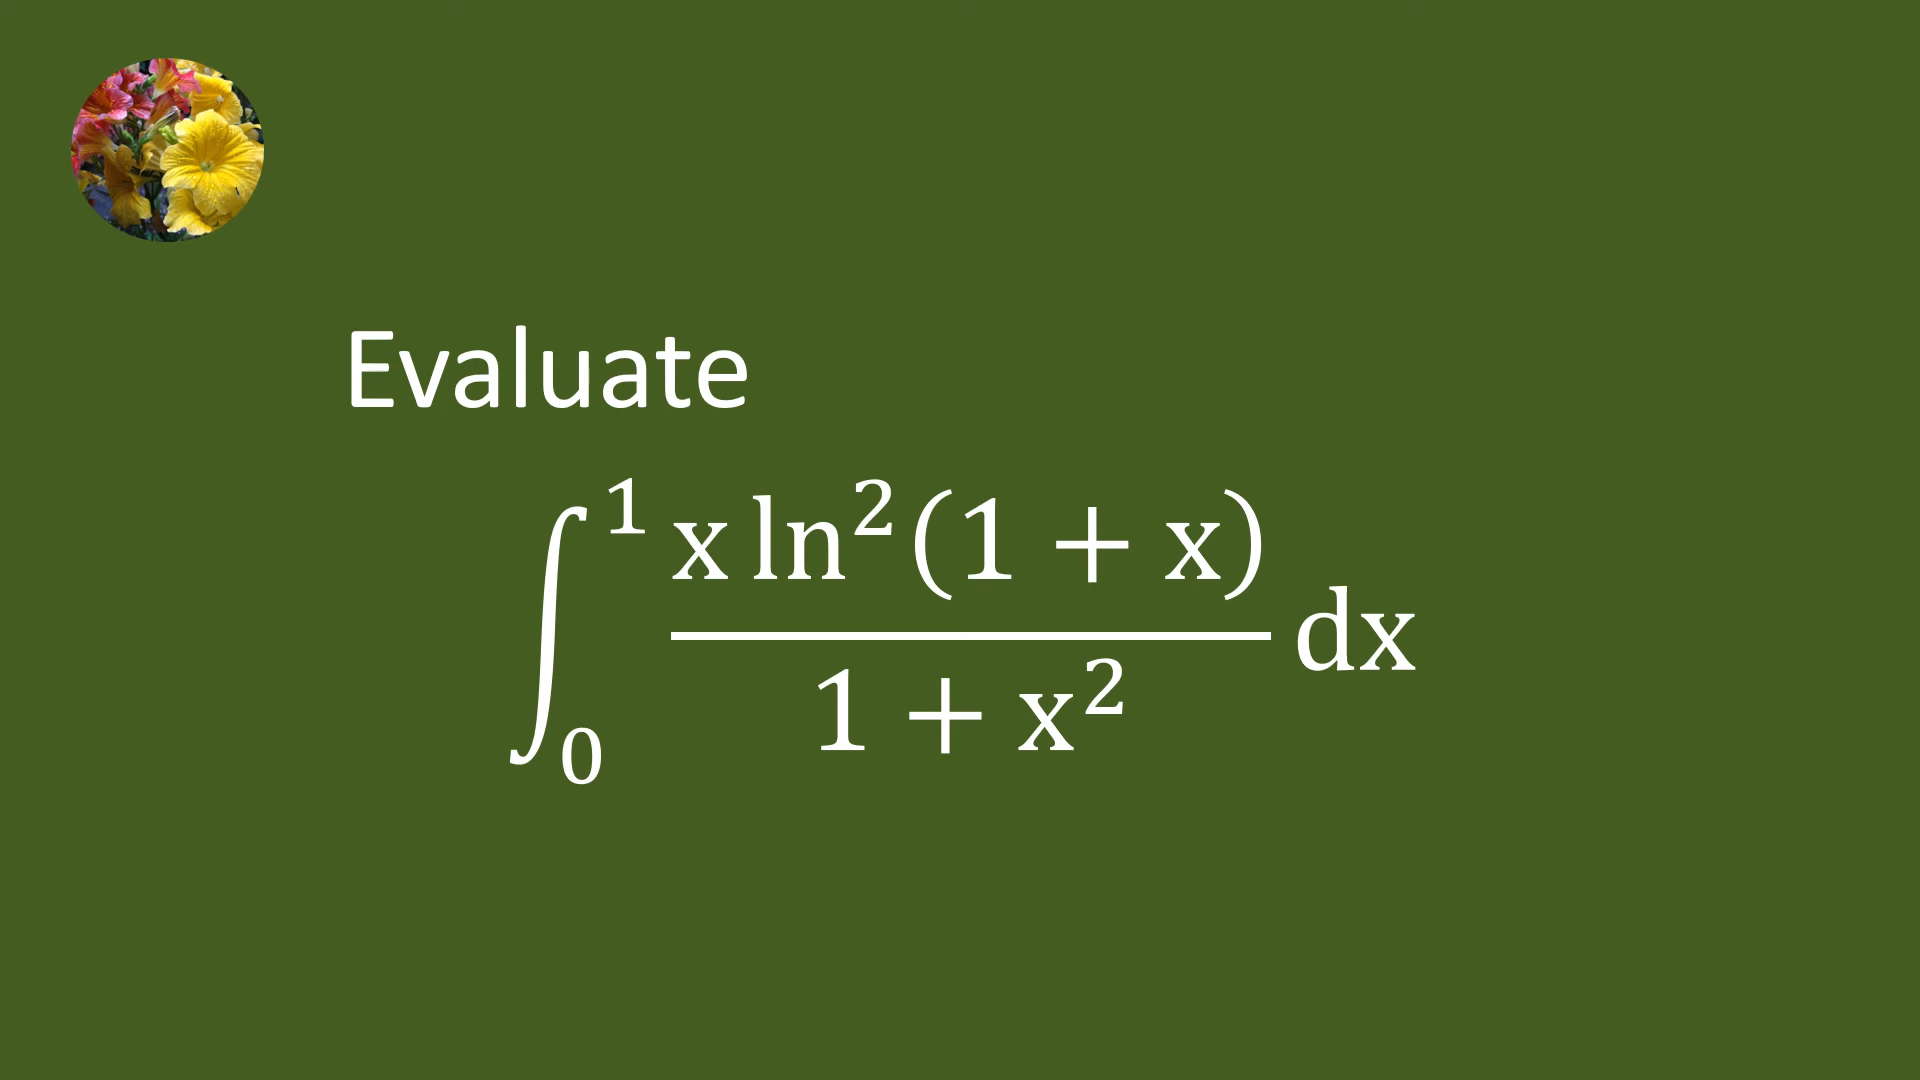 Evaluate
∫₀¹ x ln²(1 + x) / (1 + x²) dx